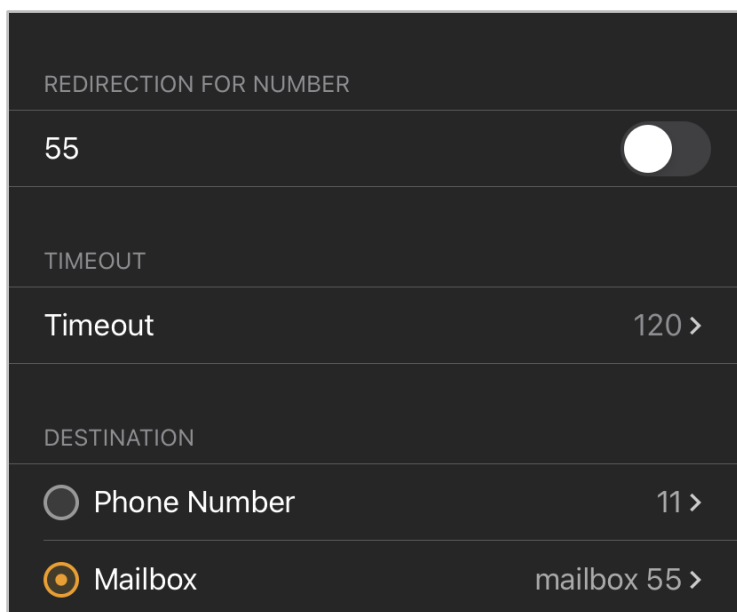 REDIRECTION FOR NUMBER
55
TIMEOUT
Timeout 120
DESTINATION
Phone Number 11
Mailbox mailbox 55